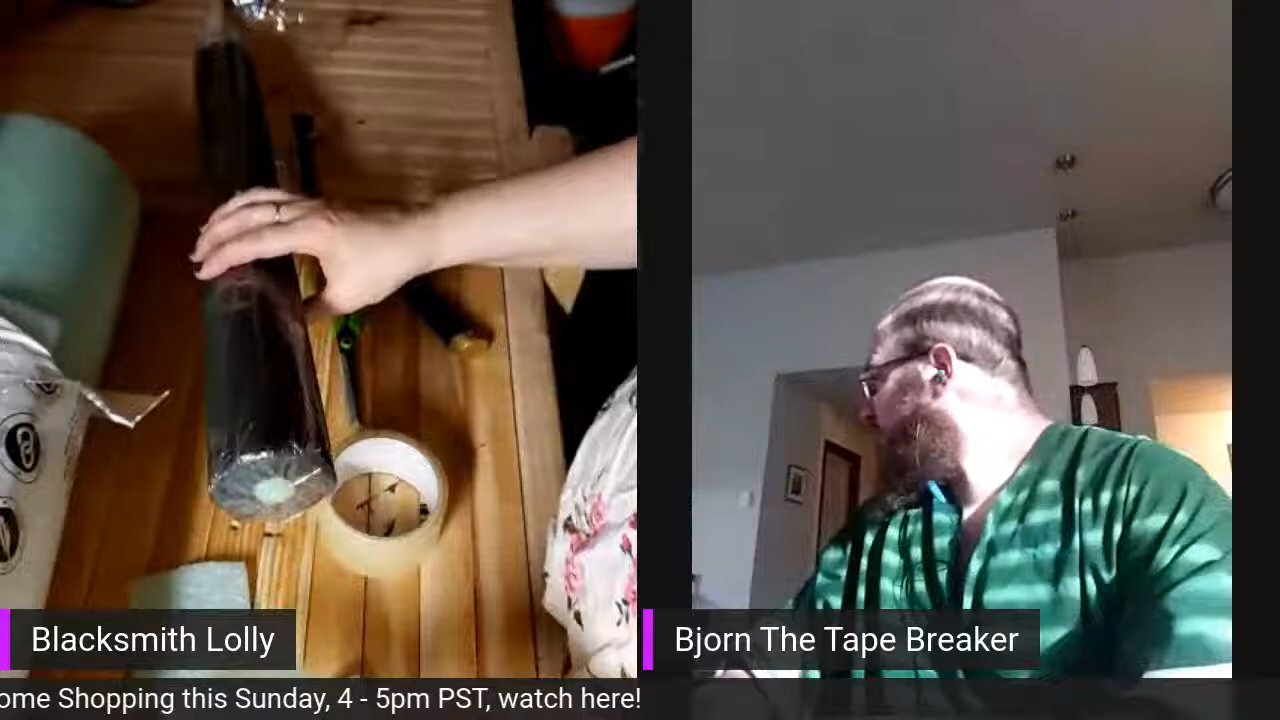 Blacksmith Lolly
Bjorn The Tape Breaker
ome Shopping this Sunday, 4 - 5pm PST, watch here!